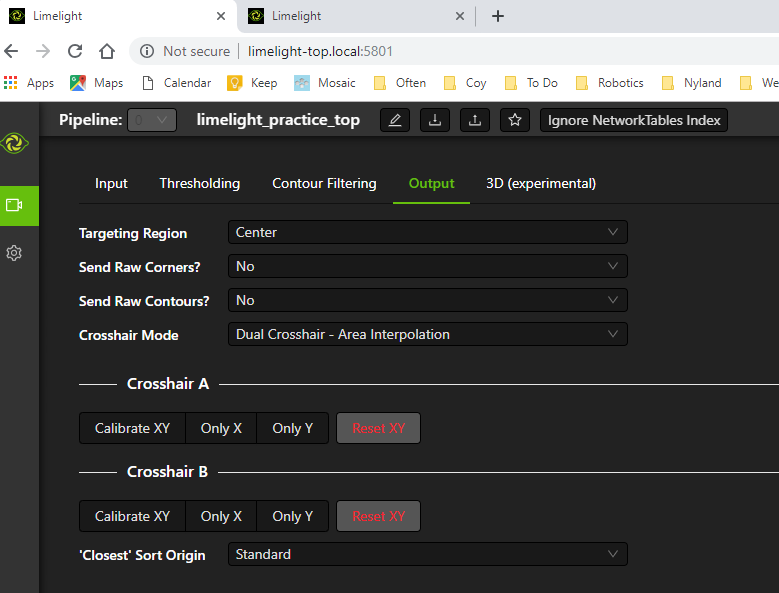 Limelight
Limelight
Not secure | limelight-top.local:5801
Apps Maps Calendar Keep Mosaic Often Coy To Do Robotics Nyland We
Pipeline: 0 limelight_practice_top Ignore NetworkTables Index
Input Thresholding Contour Filtering Output 3D (experimental)
Targeting Region Center
Send Raw Corners? No
Send Raw Contours? No
Crosshair Mode Dual Crosshair - Area Interpolation
Crosshair A
Calibrate XY Only X Only Y Reset XY
Crosshair B
Calibrate XY Only X Only Y Reset XY
'Closest' Sort Origin Standard